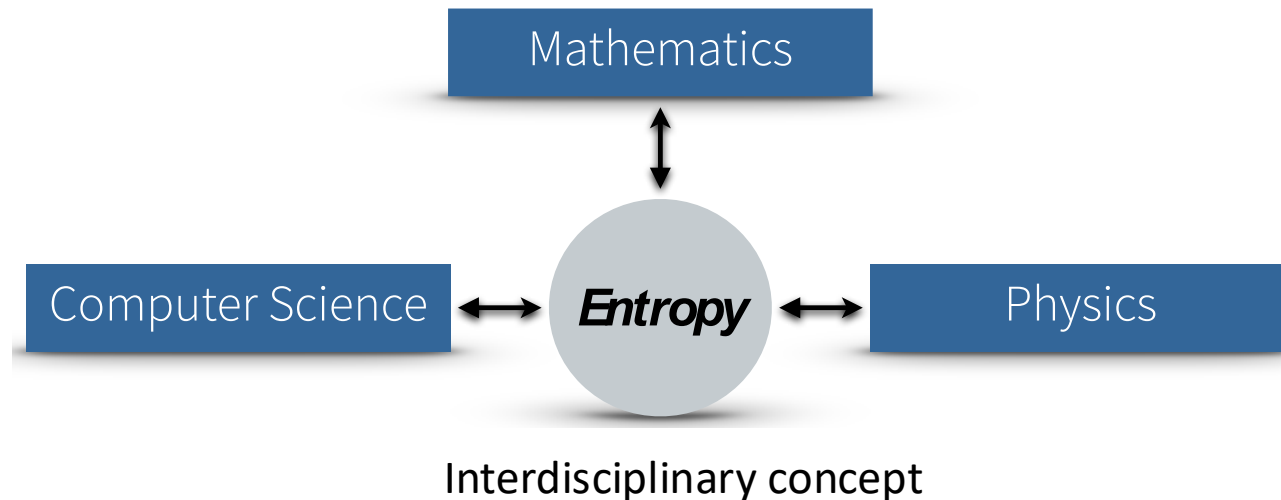 Mathematics
Computer Science
Entropy
Physics
Interdisciplinary concept